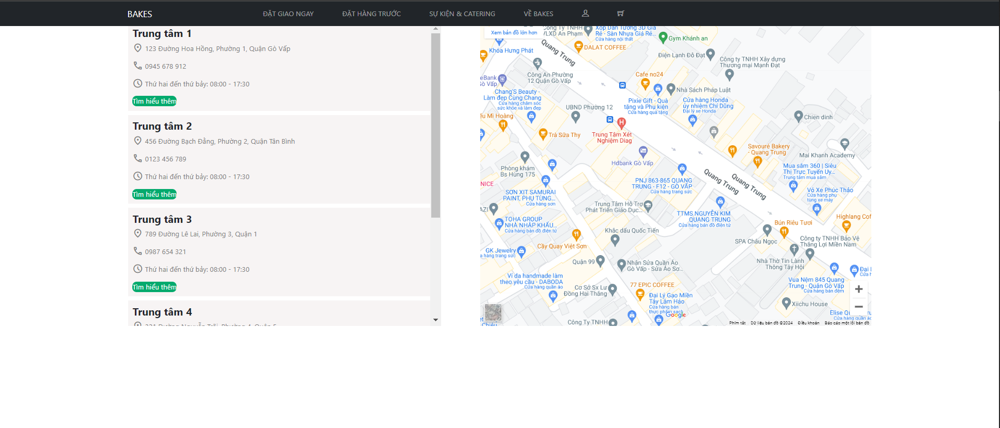 BAKES
ĐẶT GIAO NGAY
ĐẶT HÀNG TRƯỚC
SỰ KIỆN & CATERING
VỀ BAKES
Trung tâm 1
123 Đường Hoa Hồng, Phường 1, Quận Gò Vấp
0945 678 912
Thứ hai đến thứ bảy: 08:00 - 17:30
Tìm hiểu thêm
Trung tâm 2
456 Đường Bạch Đằng, Phường 2, Quận Tân Bình
0123 456 789
Thứ hai đến thứ bảy: 08:00 - 17:30
Tìm hiểu thêm
Trung tâm 3
789 Đường Lê Lai, Phường 3, Quận 1
0987 654 321
Thứ hai đến thứ bảy: 08:00 - 17:30
Tìm hiểu thêm
Trung tâm 4
321 Đường Nguyễn Trãi, Phường 4, Quận 5
Xem bản đồ lớn hơn
Công Ty TNHH
VLXD An Phạm
Xốp Dán Tường 3D Giá
Rẻ - Sàn Nhựa Giá Rẻ...
Cửa hàng nội thất
Gym Khánh an
Khóa Hưng Phát
Quang Trung
DALAT COFFEE
Điện Lạnh Đô Đạt
Công ty TNHH Xây dựng
Thương mại Mạnh Đạt
eBank
Gò Vấp
Công An Phường
12 Quận Gò Vấp
Cafe no24
Nhà Sách Pháp Luật
Chang'S Beauty -
Làm đẹp Cùng Chang
Cửa hàng chăm sóc
sức khỏe và làm đẹp
Pixie Gift - Quà
tặng và Phụ kiện
Cửa hàng quà tặng
Cửa hàng Honda
ủy nhiệm Chí Dũng
Đại lý xe Honda
UBND Phường 12
ếu Mì Hoàng
Chien dinh
Trà Sữa Thy
Trung Tâm Xét
Nghiệm Diag
Savouré Bakery
- Quang Trung
Mai Khanh Academy
Hdbank Gò Vấp
Phòng khám
Bs Hùng 175
Mua sắm 360 | Siêu
Thị Trực Tuyến Uy...
Trung tâm mua sắm
Quang Trung
Quang Trung
NICE
PNJ 863-865 QUANG
TRUNG - F12 - GÒ VẤP
Cửa hàng trang sức
Vỏ Xe Phúc Thảo
Cửa hàng phụ
tùng xe máy
SƠN XỊT SAMURAI
PAINT, PHỤ TÙNG...
Cửa hàng sơn
AZI
Trung Tâm Hỗ Trợ
Phát Triển Giáo Dục...
TTMS NGUYỄN KIM
QUANG TRUNG
Cửa hàng bán đồ điện tử
Highlang Cof
TOHA GROUP
NHÀ NHẬP KHẨU...
Cửa hàng bán đồ điện tử
Bún Riêu Tươi
Khắc dấu Quốc Tiến
SPA Châu Ngọc
Công ty TNHH Bảo Vệ
Thắng Lợi Miền Nam
Cầy Quay Việt Sơn
GK Jewelry
a hàng trang sức
Quận 99
Nhận Sửa Quần Áo
Gò Vấp - Sửa Áo Sơ...
Nhà Thờ Tin Lành
Thông Tây Hội
Đại l
Cửa h
Ví da handmade làm
theo yêu cầu - DABODA
Cửa hàng quần áo
Cơ Sở Sx Lư
Đồng Hai Thắng
77 EPIC COFFEE
Vua Nệm 845 Quang
Trung - Quận Gò Vấp
Cửa hàng bán đệm
Đại Lý Gạo Miền
Tây Lâm Hảo
Cửa hàng bán
thực phẩm sạch
Xiichu House
Google
Công Ty TNHH
Phím tắt
Dữ liệu bản đồ ©2024
Điều khoản
Báo cáo một lỗi bản đồ